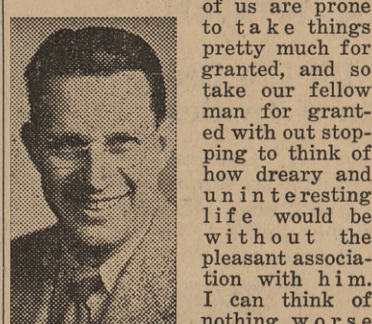 of us are prone
to take things
pretty much for
granted, and so
take our fellow
man for grant-
ed with out stop-
ping to think of
how dreary and
uninteresting
life would be
without the
pleasant associa-
tion with him.
I can think of
nothing worse